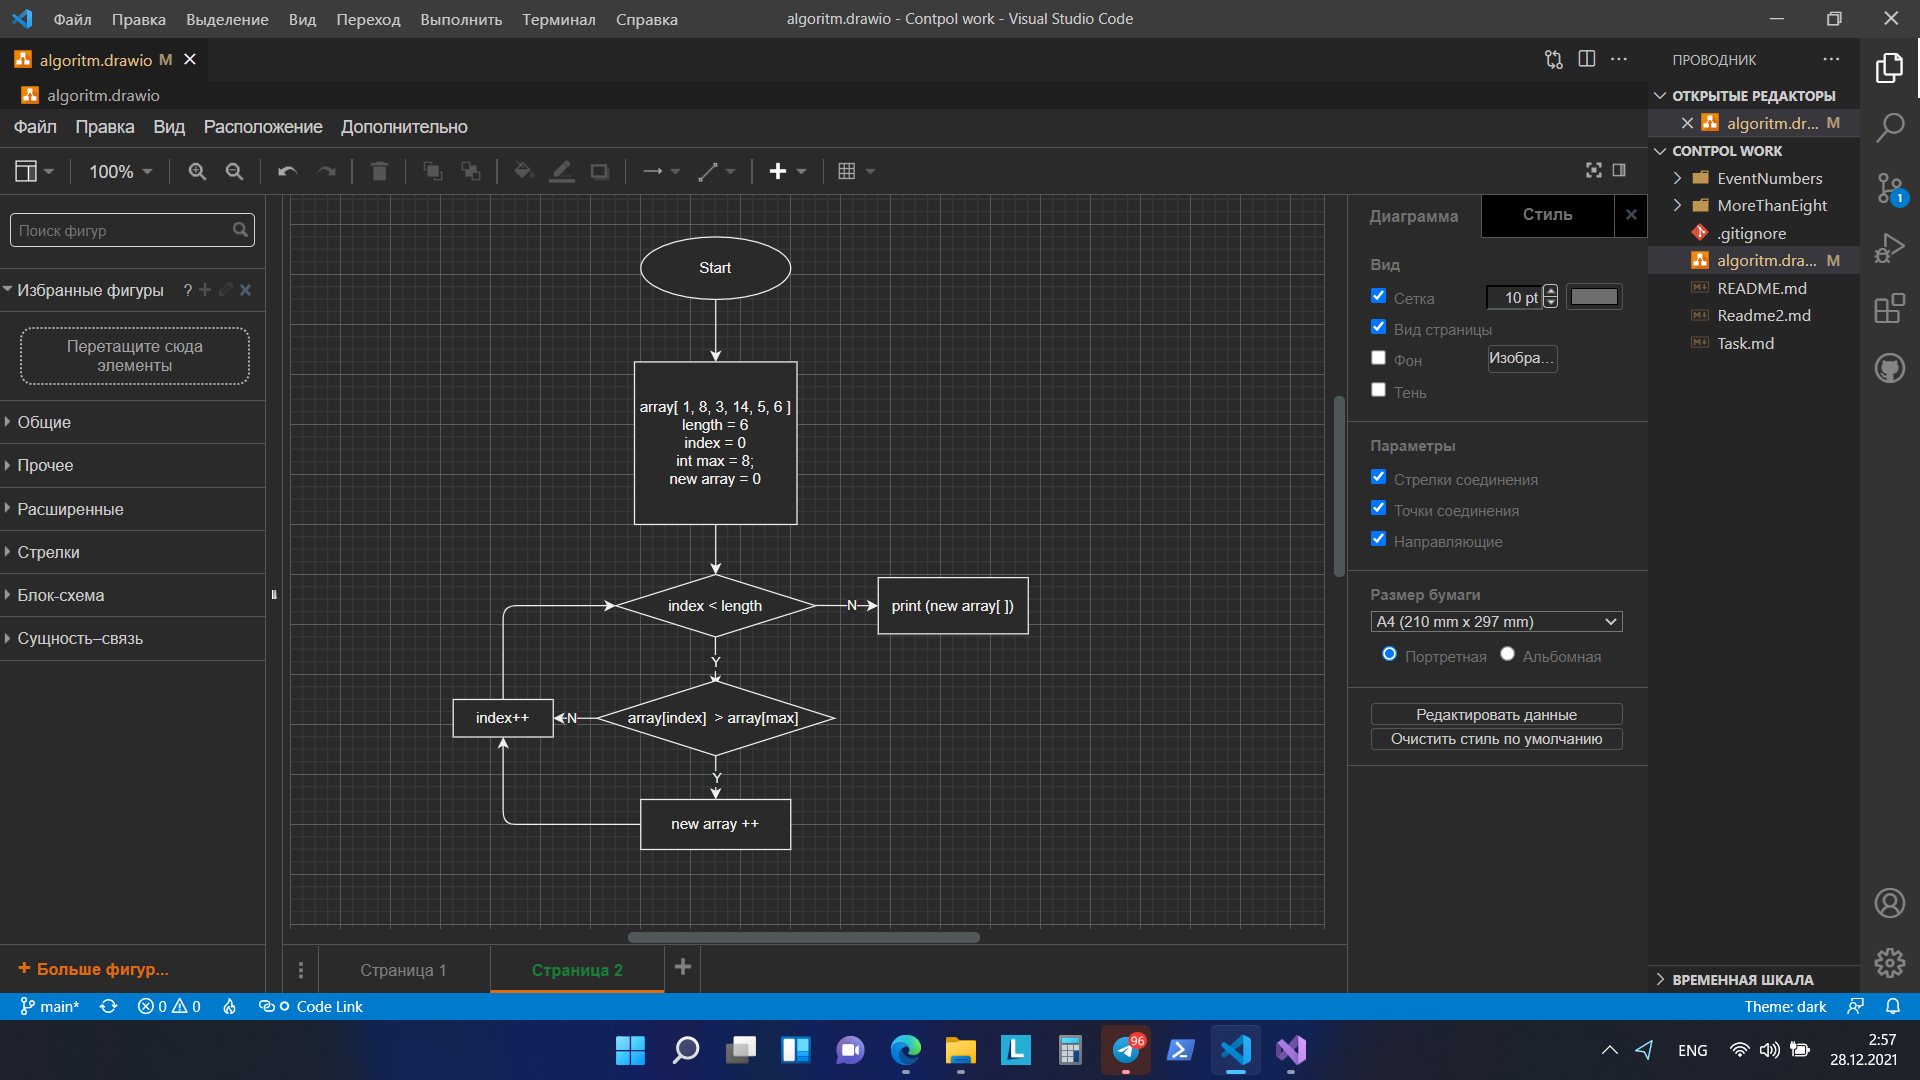 Файл Правка Выделение Вид Переход Выполнить Терминал Справка
algoritm.drawio - Contpol work - Visual Studio Code
algoritm.drawio M
algoritm.drawio
Файл Правка Вид Расположение Дополнительно
100%
Поиск фигур
Избранные фигуры ?
Перетащите сюда
элементы
Общие
Прочее
Расширенные
Стрелки
Блок-схема
Сущность–связь
+ Больше фигур...
Start
array[ 1, 8, 3, 14, 5, 6 ]
length = 6
index = 0
int max = 8;
new array = 0
index < length
N
print (new array[ ])
Y
index++
N
array[index] > array[max]
Y
new array ++
Страница 1
Страница 2
Диаграмма
Стиль
Вид
Сетка
10 pt
Вид страницы
Фон
Изобра...
Тень
Параметры
Стрелки соединения
Точки соединения
Направляющие
Размер бумаги
A4 (210 mm x 297 mm)
Портретная
Альбомная
Редактировать данные
Очистить стиль по умолчанию
ПРОВОДНИК
ОТКРЫТЫЕ РЕДАКТОРЫ
algoritm.dr... M
CONTPOL WORK
EventNumbers
MoreThanEight
.gitignore
algoritm.dra... M
README.md
Readme2.md
Task.md
ВРЕМЕННАЯ ШКАЛА
1
main*
0 0
Code Link
Theme: dark
96
ENG
2:57
28.12.2021